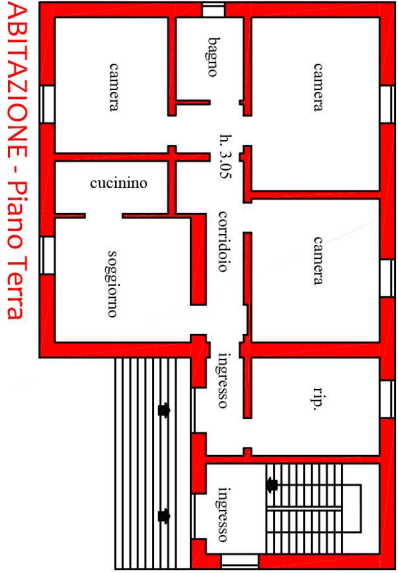 ABITAZIONE - Piano Terra
camera
bagno
camera
h. 3.05
cucinino
corridoio
camera
soggiorno
ingresso
rip.
ingresso